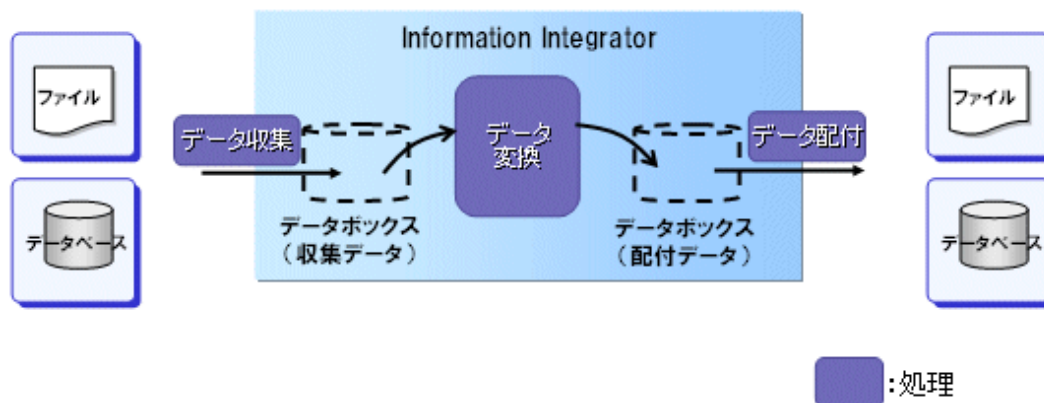 Information Integrator
ファイル
データベース
データ収集
データボックス
(収集データ)
データ
変換
データボックス
(配付データ)
データ配付
ファイル
データベース
:処理